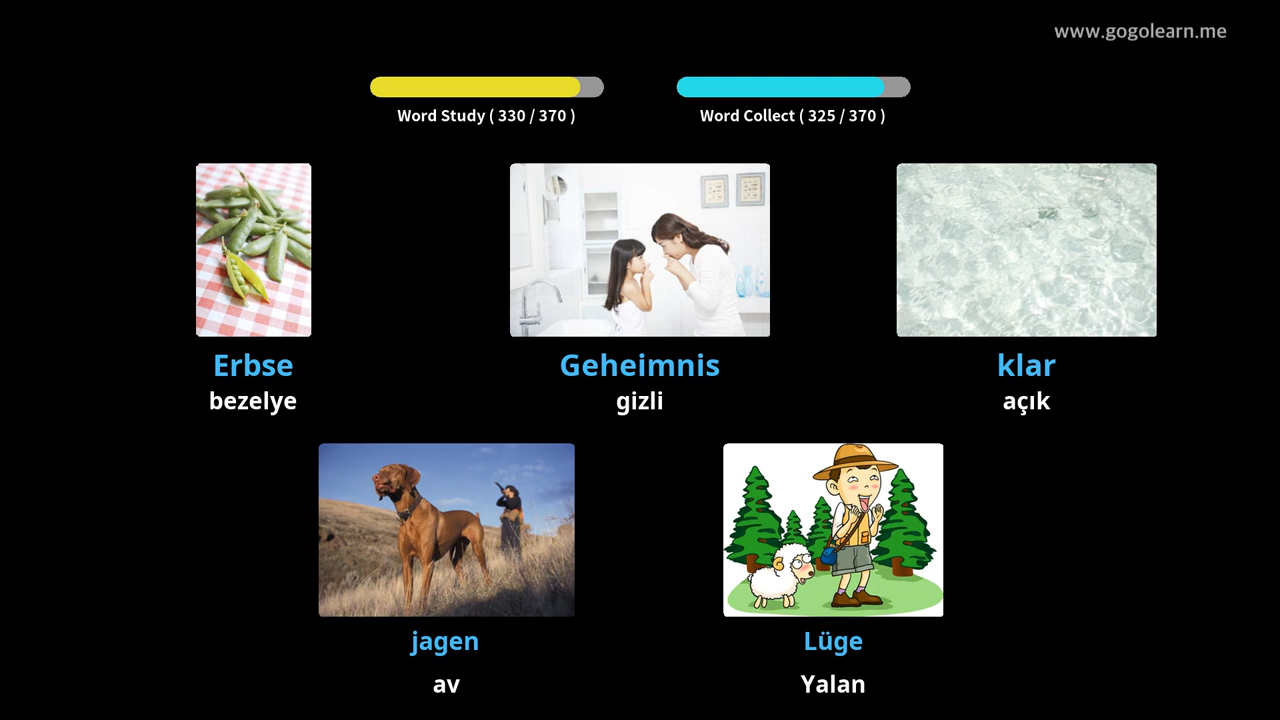 www.gogolearn.me
Word Study ( 330 / 370 )
Word Collect ( 325 / 370 )
Erbse
bezelye
Geheimnis
gizli
klar
açık
jagen
av
Lüge
Yalan